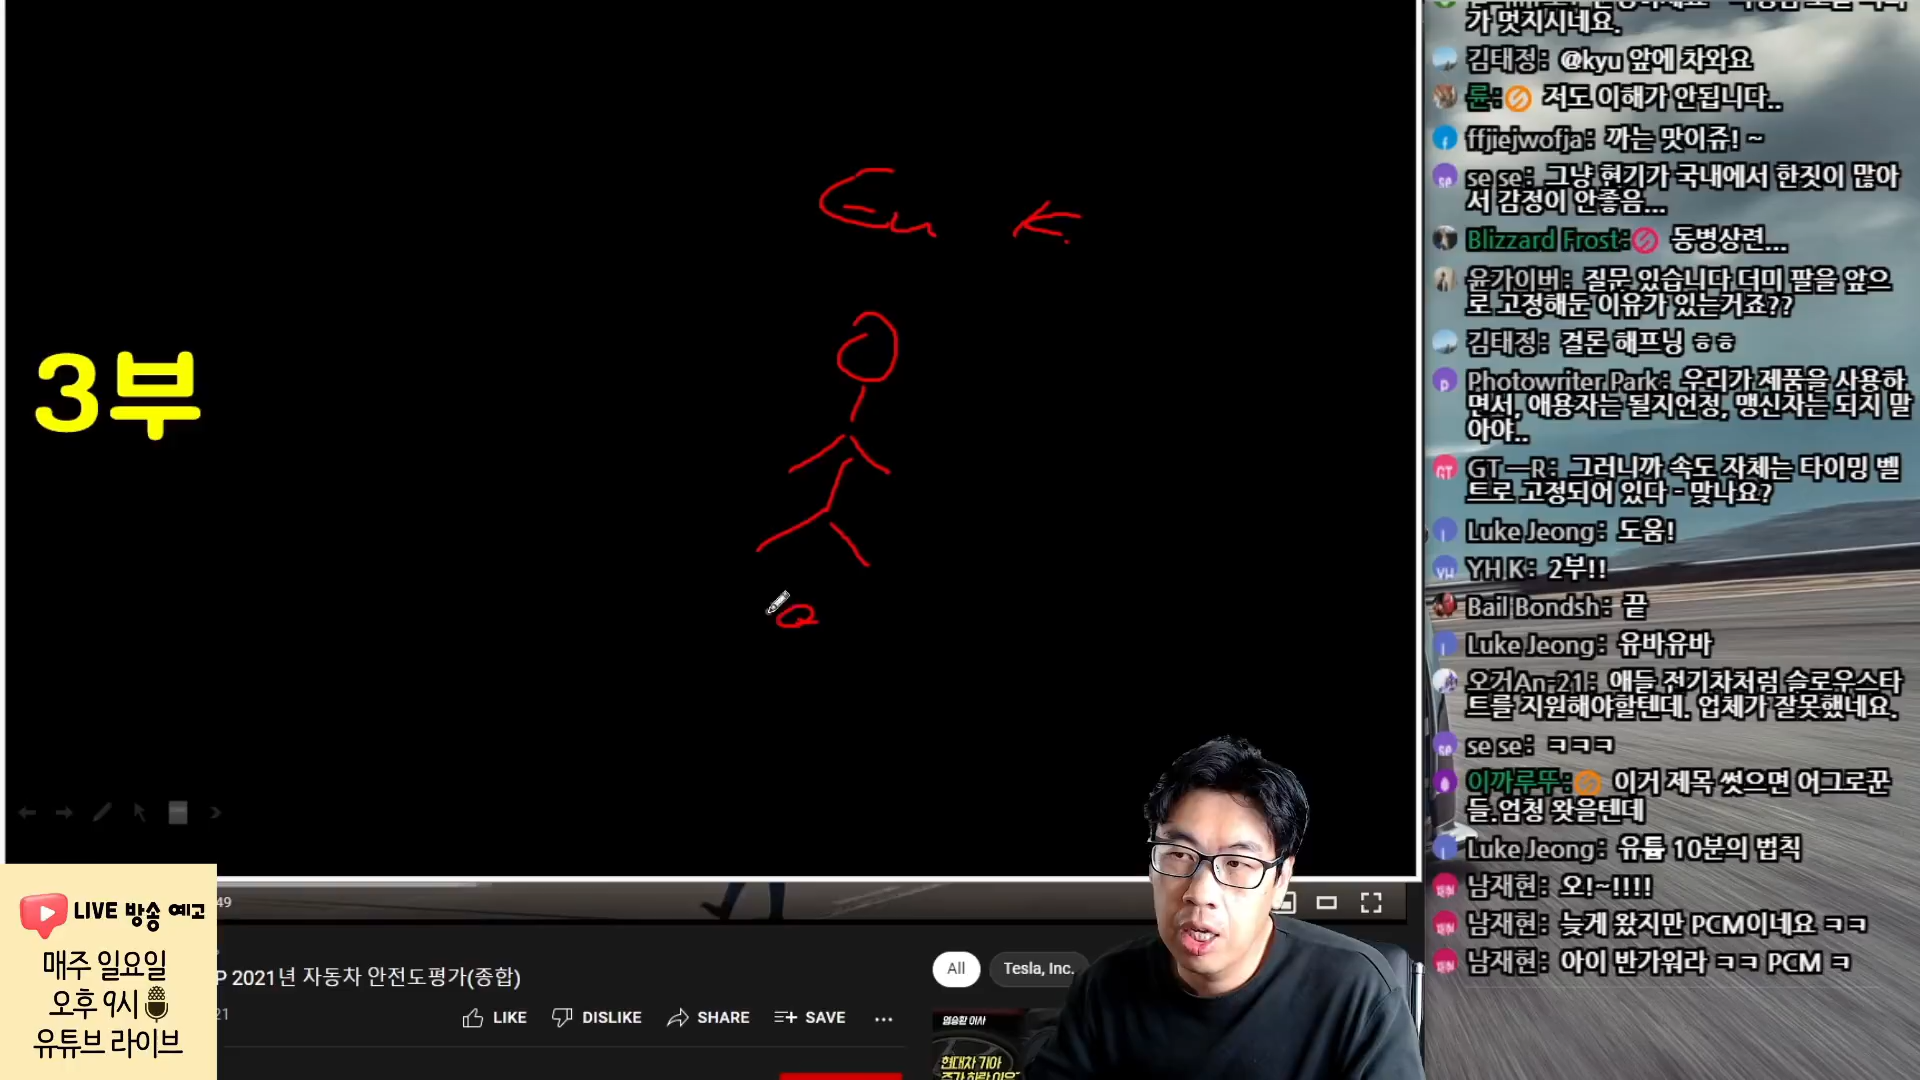 Eu K.
3부
49
LIVE 방송 예고
매주 일요일
오후 9시
유튜브 라이브
P 2021년 자동차 안전도평가(종합)
21
LIKE
DISLIKE
SHARE
SAVE
All
Tesla, Inc.
염승환 이사
현대차 기아
가 멋지시네요.
김태정: @kyu 앞에 차와요
륜: 저도 이해가 안됩니다..
ffjiejwofja: 까는 맛이쥬! ~
se se: 그냥 현기가 국내에서 한짓이 많아
서 감정이 안좋음...
Blizzard Frost: 동병상련...
윤가이버: 질문 있습니다 더미 팔을 앞으
로 고정해둔 이유가 있는거죠??
김태정: 결론 해프닝 ㅎㅎ
Photowriter Park: 우리가 제품을 사용하
면서, 애용자는 될지언정, 맹신자는 되지 말
아야..
GT —R: 그러니까 속도 자체는 타이밍 벨
트로 고정되어 있다 - 맞나요?
Luke Jeong: 도움!
YH K: 2부!!
Bail Bondsh: 끝
Luke Jeong: 유바유바
오거An-21: 애들 전기차처럼 슬로우스타
트를 지원해야할텐데. 업체가 잘못했네요.
se se: ㅋㅋㅋ
이까루뚜: 이거 제목 썻으면 어그로꾼
들.엄청 왓을텐데
Luke Jeong: 유튭 10분의 법칙
남재현: 오!~!!!!
남재현: 늦게 왔지만 PCM이네요 ㅋㅋ
남재현: 아이 반가워라 ㅋㅋ PCM ㅋ